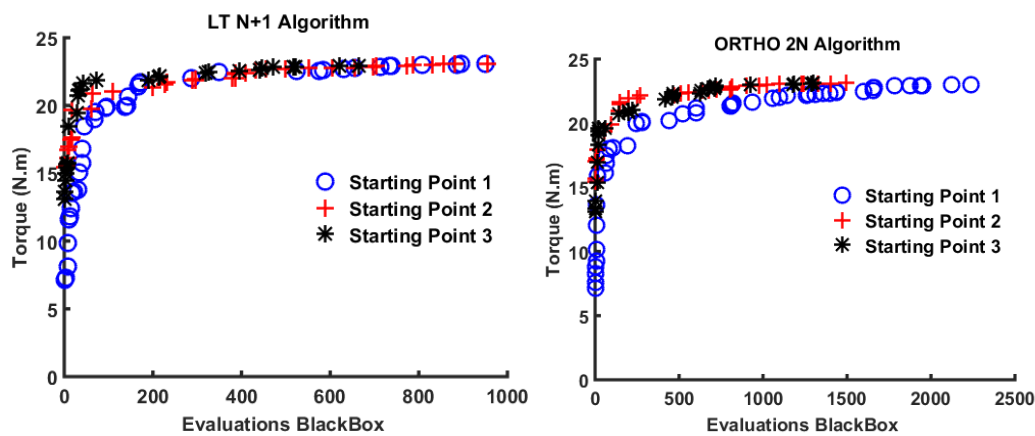 LT N+1 Algorithm
25
20
15
10
5
0
Torque (N.m)
Starting Point 1
Starting Point 2
Starting Point 3
0 200 400 600 800 1000
Evaluations BlackBox
ORTHO 2N Algorithm
25
20
15
10
5
0
Torque (N.m)
Starting Point 1
Starting Point 2
Starting Point 3
0 500 1000 1500 2000 2500
Evaluations BlackBox